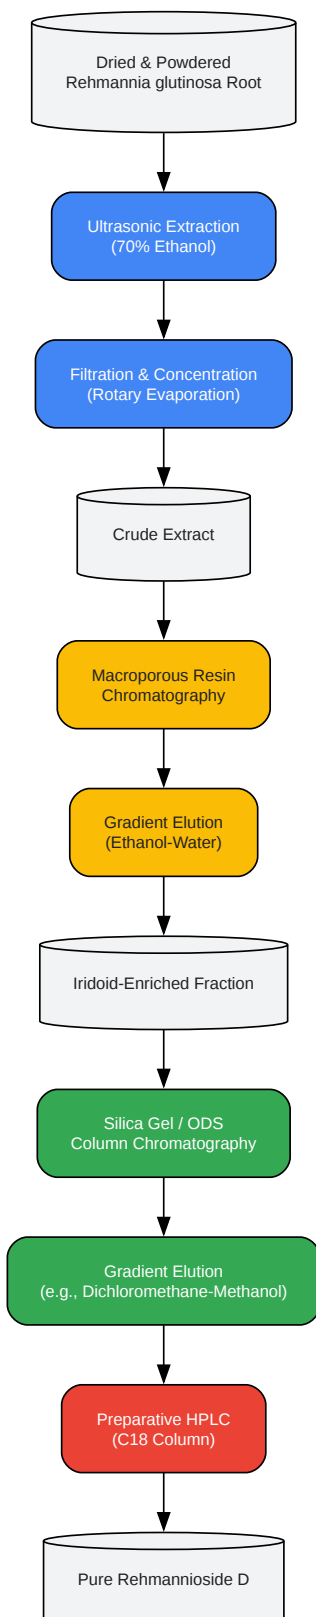 Dried & Powdered
Rehmannia glutinosa Root
Ultrasonic Extraction
(70% Ethanol)
Filtration & Concentration
(Rotary Evaporation)
Crude Extract
Macroporous Resin
Chromatography
Gradient Elution
(Ethanol-Water)
Iridoid-Enriched Fraction
Silica Gel / ODS
Column Chromatography
Gradient Elution
(e.g., Dichloromethane-Methanol)
Preparative HPLC
(C18 Column)
Pure Rehmannioside D